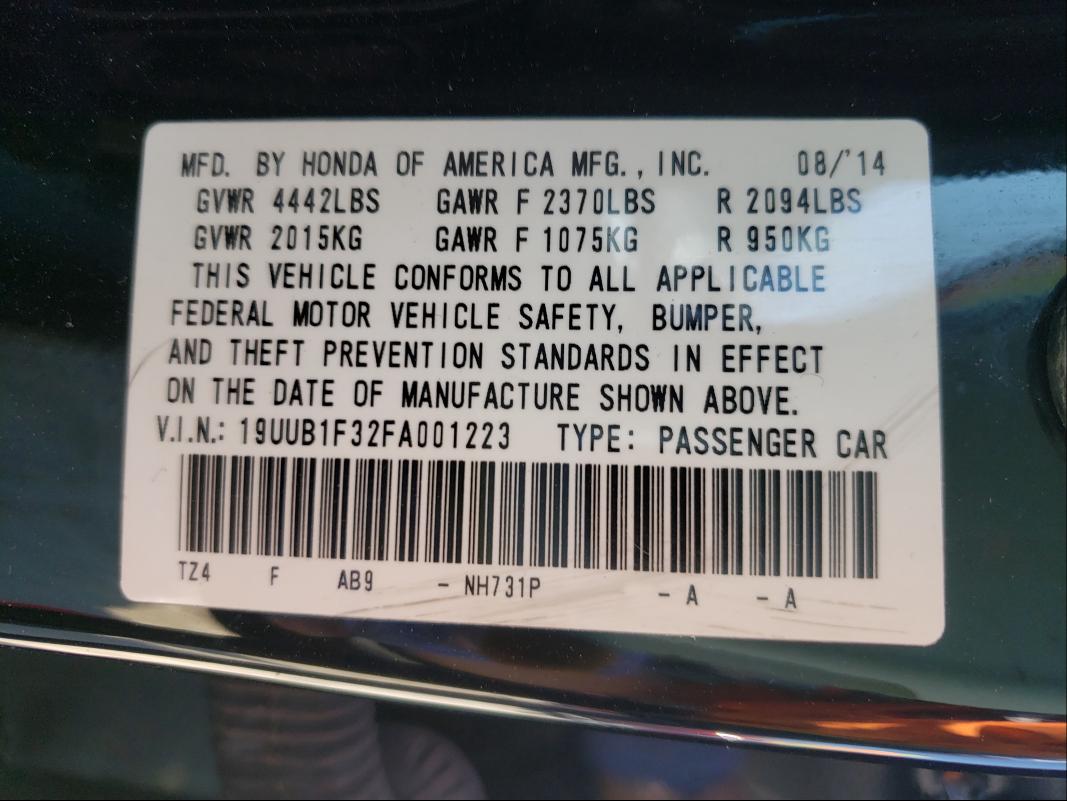 MFD. BY HONDA OF AMERICA MFG., INC. 08/'14
GVWR 4442LBS GAWR F 2370LBS R 2094LBS
GVWR 2015KG GAWR F 1075KG R 950KG
THIS VEHICLE CONFORMS TO ALL APPLICABLE
FEDERAL MOTOR VEHICLE SAFETY, BUMPER,
AND THEFT PREVENTION STANDARDS IN EFFECT
ON THE DATE OF MANUFACTURE SHOWN ABOVE.
V.I.N.: 19UUB1F32FA001223 TYPE: PASSENGER CAR
TZ4 F AB9 - NH731P - A - A